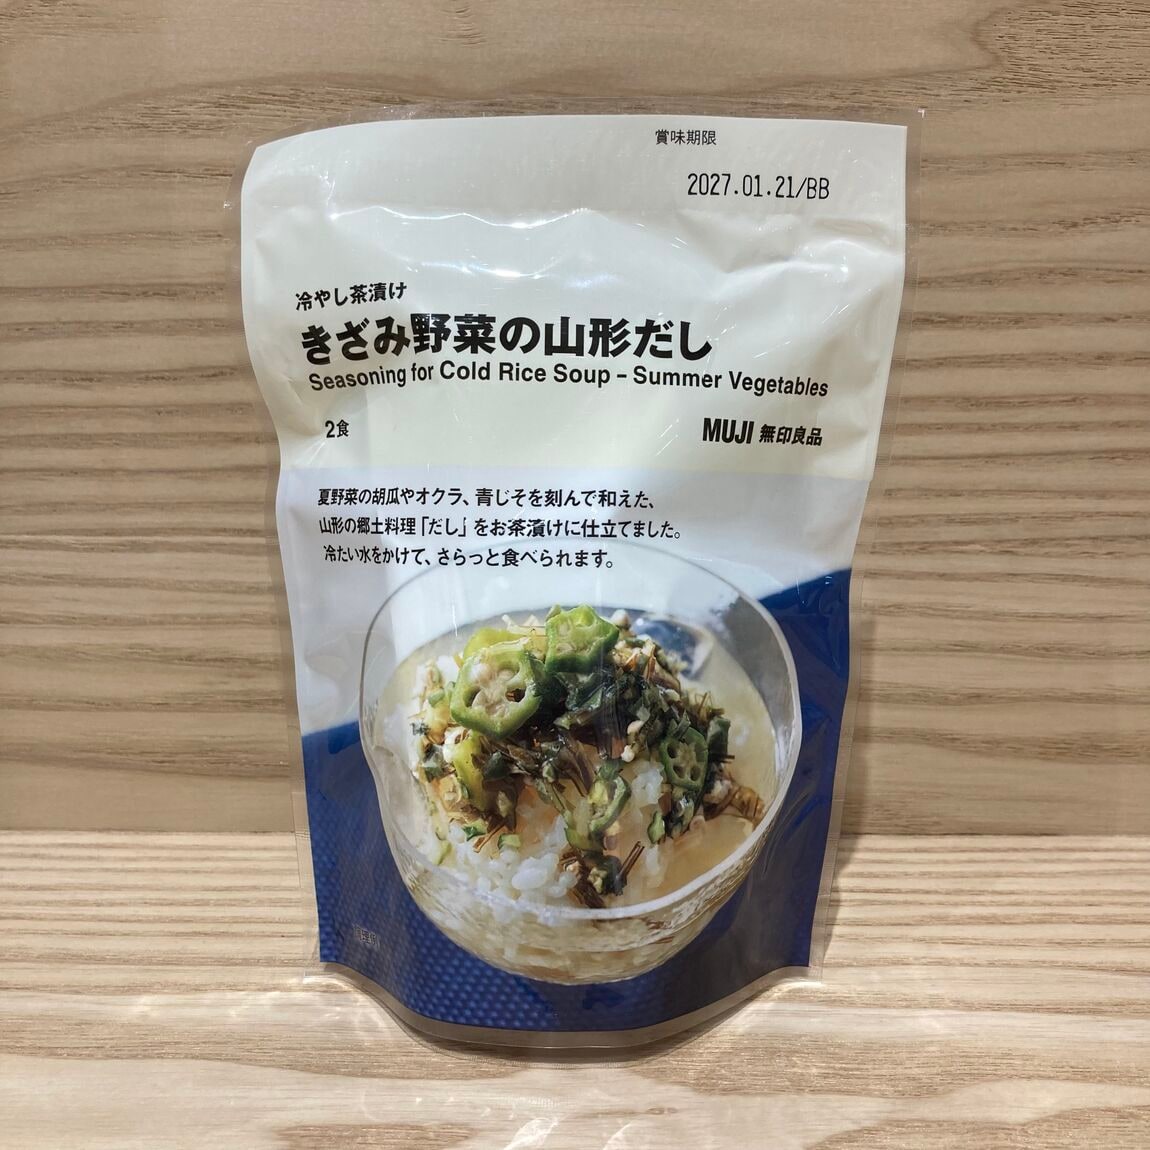 賞味期限
2027.01.21/BB
冷やし茶漬け
きざみ野菜の山形だし
Seasoning for Cold Rice Soup – Summer Vegetables
2食
MUJI 無印良品
夏野菜の胡瓜やオクラ、青じそを刻んで和えた、
山形の郷土料理「だし」をお茶漬けに仕立てました。
冷たい水をかけて、さらっと食べられます。